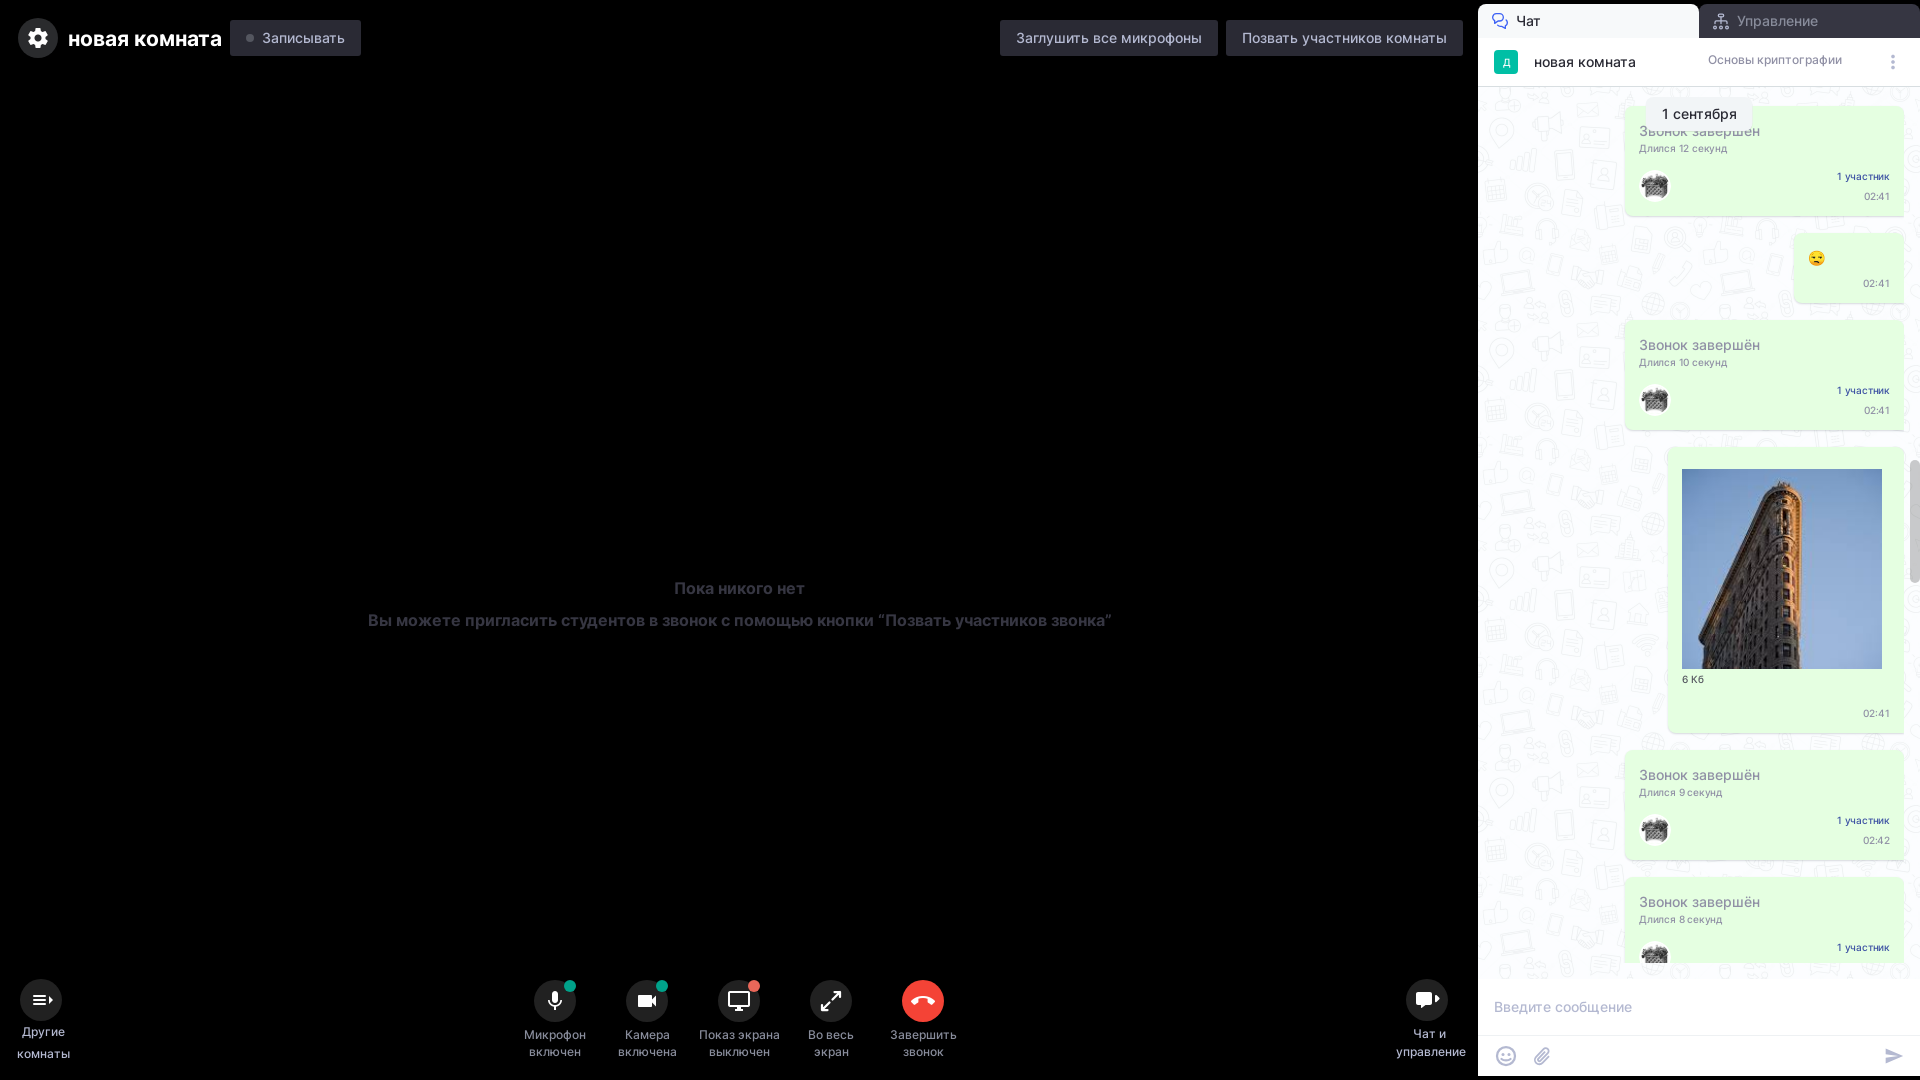 новая комната
Записывать
Заглушить все микрофоны
Позвать участников комнаты
Пока никого нет
Вы можете пригласить студентов в звонок с помощью кнопки “Позвать участников звонка”
Другие
комнаты
Микрофон
включен
Камера
включена
Показ экрана
выключен
Во весь
экран
Завершить
звонок
Чат и
управление
Чат
Управление
Д
новая комната
Основы криптографии
1 сентября
Звонок завершён
Длился 12 секунд
1 участник
02:41
02:41
Звонок завершён
Длился 10 секунд
1 участник
02:41
6 Кб
02:41
Звонок завершён
Длился 9 секунд
1 участник
02:42
Звонок завершён
Длился 8 секунд
1 участник
Введите сообщение